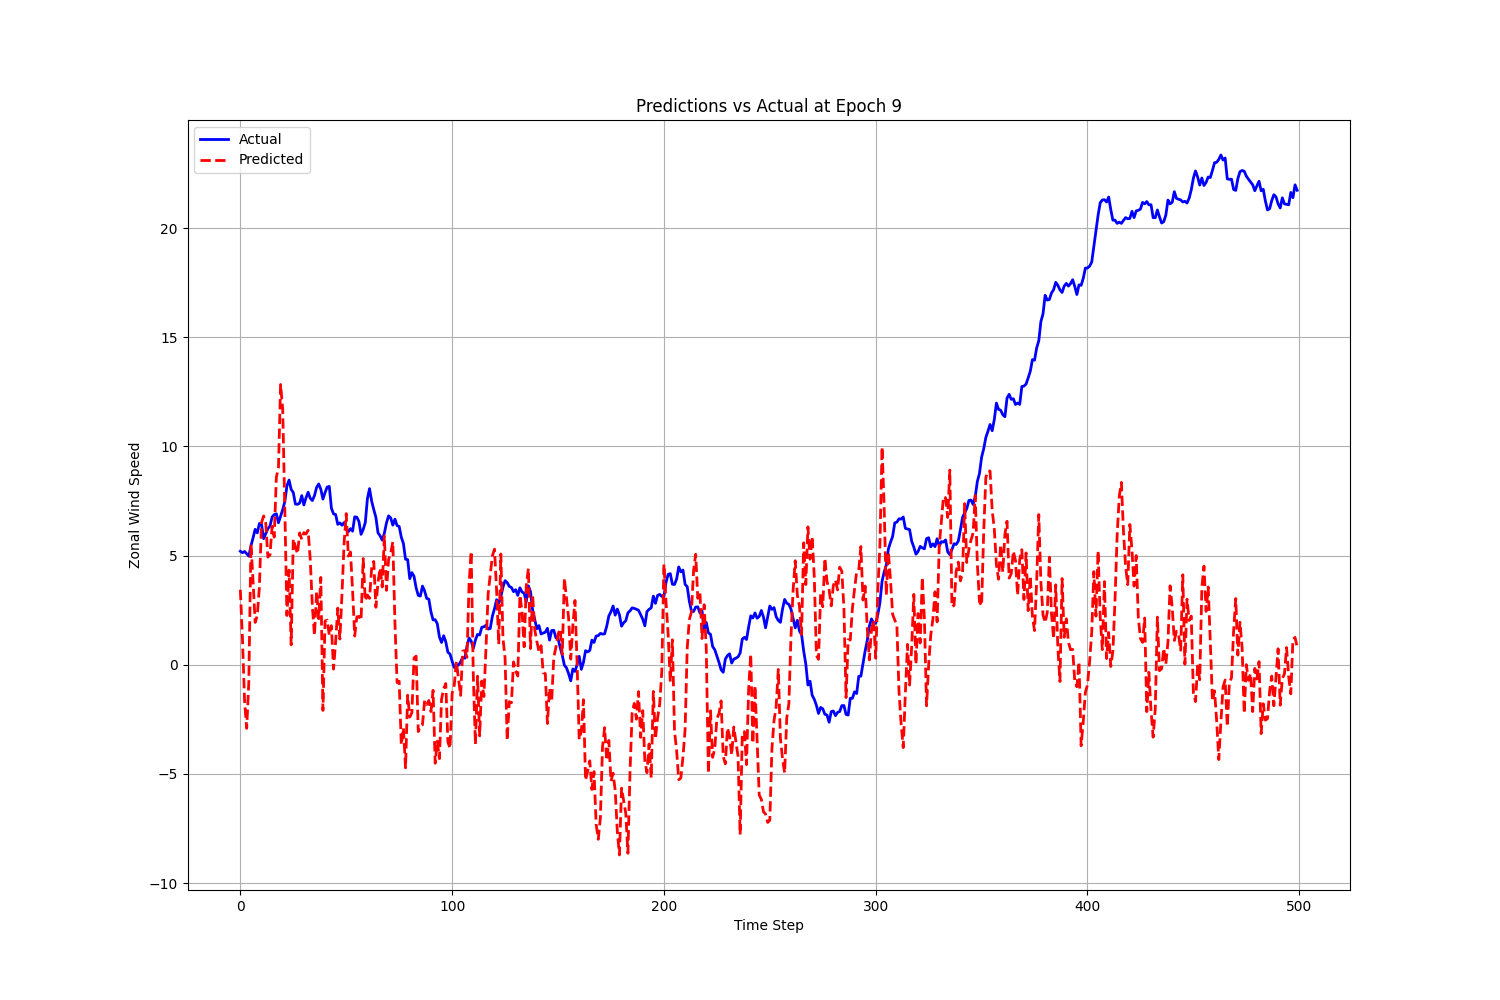 Predictions vs Actual at Epoch 9
Actual
Predicted
Zonal Wind Speed
20
15
10
5
0
−5
−10
0 100 200 300 400 500
Time Step